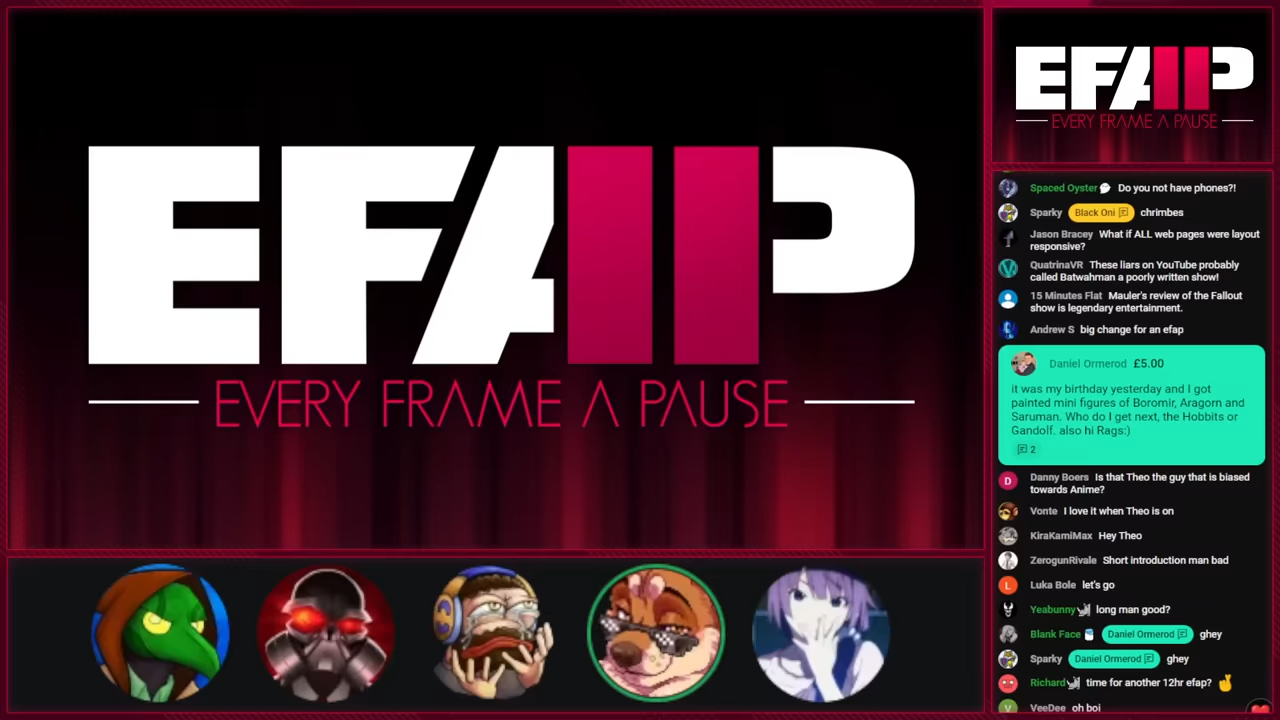 EFAP
EVERY FRAME A PAUSE
EFAP
EVERY FRAME A PAUSE
Spaced Oyster Do you not have phones?!
Sparky Black Oni chrimbes
Jason Bracey What if ALL web pages were layout
responsive?
QuatrinaVR These liars on YouTube probably
called Batwahman a poorly written show!
15 Minutes Flat Mauler's review of the Fallout
show is legendary entertainment.
Andrew S big change for an efap
Daniel Ormerod £5.00
it was my birthday yesterday and I got
painted mini figures of Boromir, Aragorn and
Saruman. Who do I get next, the Hobbits or
Gandolf. also hi Rags:)
2
D
Danny Boers Is that Theo the guy that is biased
towards Anime?
Vonte I love it when Theo is on
KiraKamiMax Hey Theo
ZerogunRivale Short introduction man bad
L
Luka Bole let's go
Yeabunny long man good?
Blank Face Daniel Ormerod ghey
Sparky Daniel Ormerod ghey
Richard time for another 12hr efap?
V
VeeDee oh boi